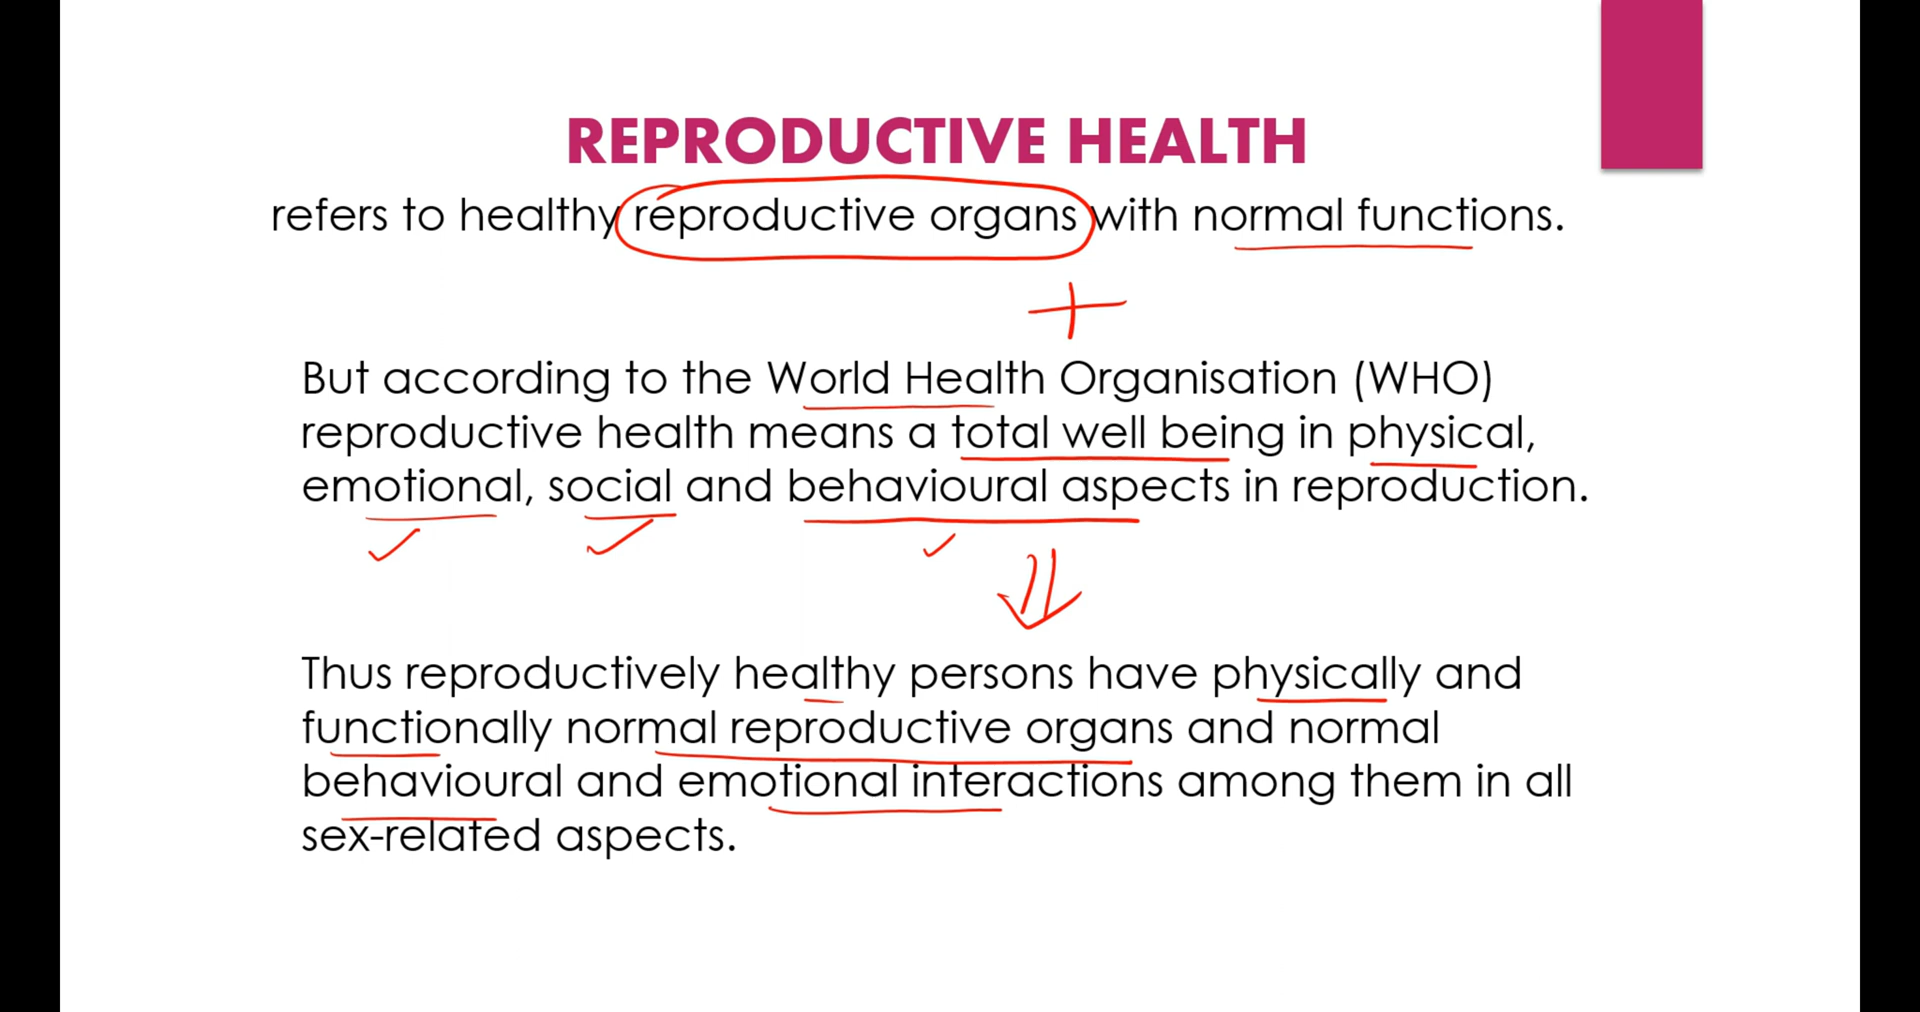 REPRODUCTIVE HEALTH
refers to healthy reproductive organs with normal functions.
+
But according to the World Health Organisation (WHO)
reproductive health means a total well being in physical,
emotional, social and behavioural aspects in reproduction.
Thus reproductively healthy persons have physically and
functionally normal reproductive organs and normal
behavioural and emotional interactions among them in all
sex-related aspects.